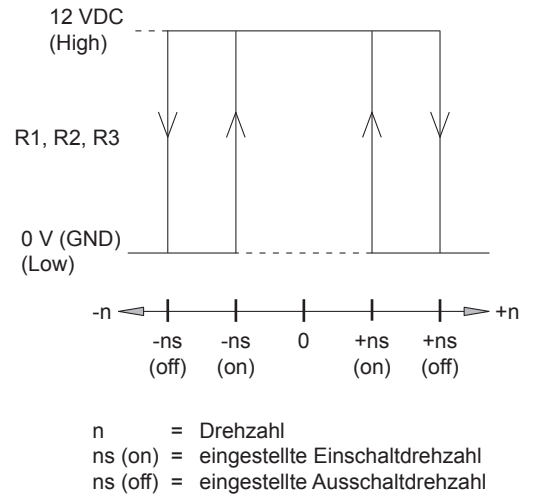 12 VDC
(High)
R1, R2, R3
0 V (GND)
(Low)
-n +n
-ns -ns 0 +ns +ns
(off) (on) (on) (off)
n = Drehzahl
ns (on) = eingestellte Einschaltdrehzahl
ns (off) = eingestellte Ausschaltdrehzahl